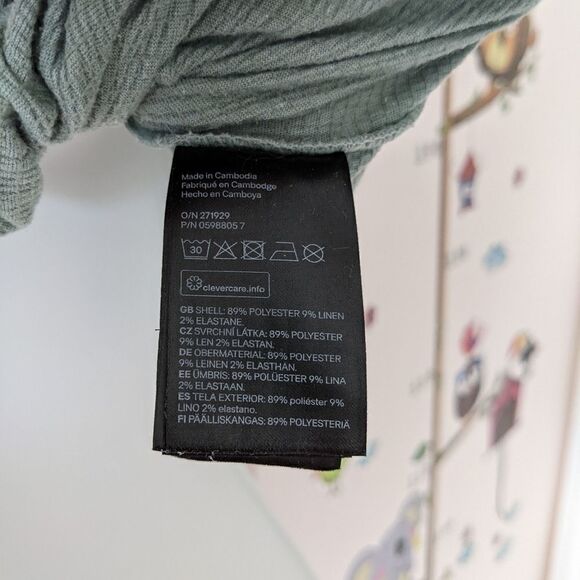 Made in Cambodia
Fabriqué en Cambodge
Hecho en Camboya
O/N 271929
P/N 0598805 7
30
clevercare.info
GB SHELL: 89% POLYESTER 9% LINEN
2% ELASTANE.
CZ SVRCHNÍ LÁTKA: 89% POLYESTER
9% LEN 2% ELASTAN.
DE OBERMATERIAL: 89% POLYESTER
9% LEINEN 2% ELASTHAN.
EE ÜMBRIS: 89% POLÜESTER 9% LINA
2% ELASTAAN.
ES TELA EXTERIOR: 89% poliéster 9%
LINO 2% elastano.
FI PÄÄLLISKANGAS: 89% POLYESTERIÄ